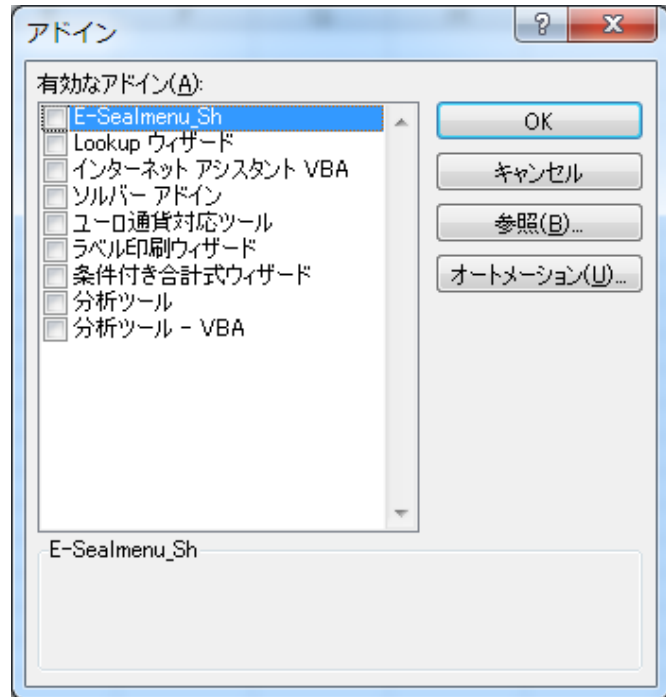 アドイン
有効なアドイン(A):
E-Sealmenu_Sh
Lookup ウィザード
インターネット アシスタント VBA
ソルバー アドイン
ユーロ通貨対応ツール
ラベル印刷ウィザード
条件付き合計式ウィザード
分析ツール
分析ツール - VBA
OK
キャンセル
参照(B)...
オートメーション(U)...
E-Sealmenu_Sh